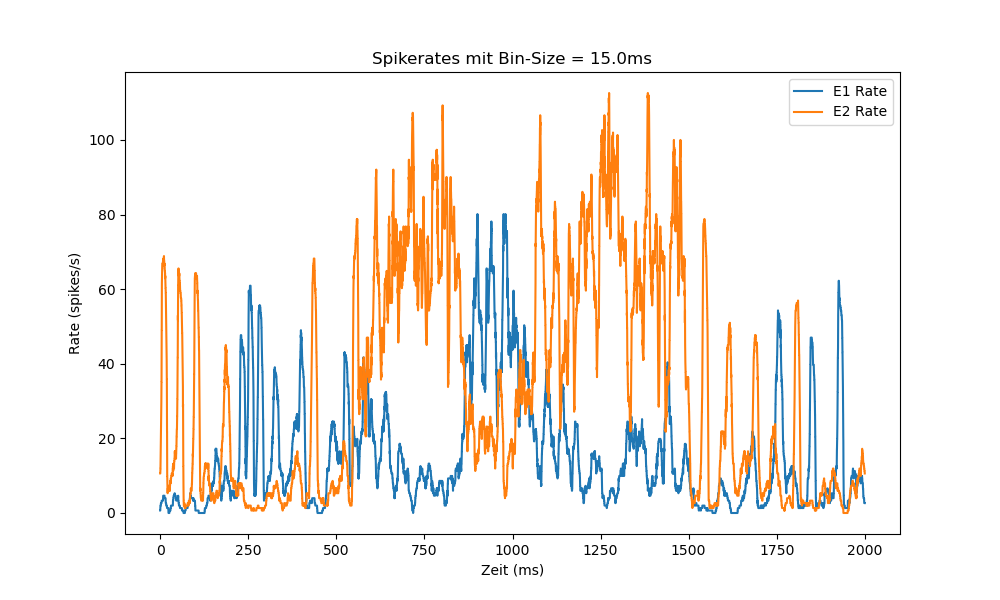 Spikerates mit Bin-Size = 15.0ms
E1 Rate
E2 Rate
Rate (spikes/s)
100
80
60
40
20
0
0 250 500 750 1000 1250 1500 1750 2000
Zeit (ms)